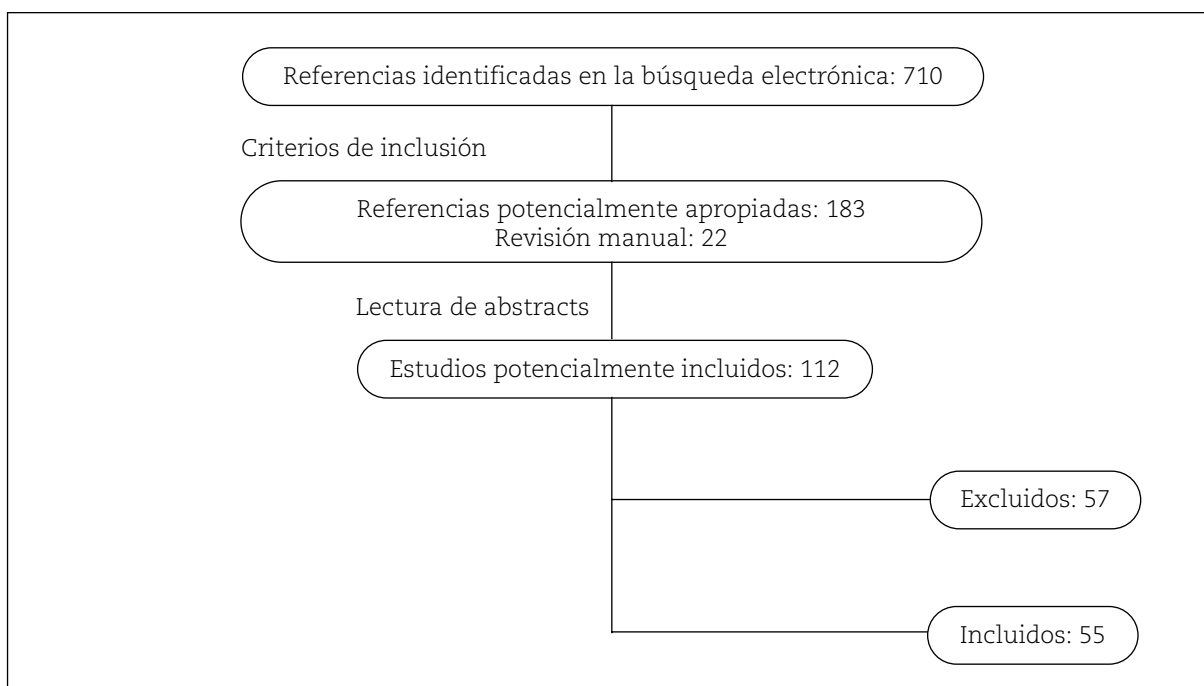 Referencias identificadas en la búsqueda electrónica: 710
Criterios de inclusión
Referencias potencialmente apropiadas: 183
Revisión manual: 22
Lectura de abstracts
Estudios potencialmente incluidos: 112
Excluidos: 57
Incluidos: 55